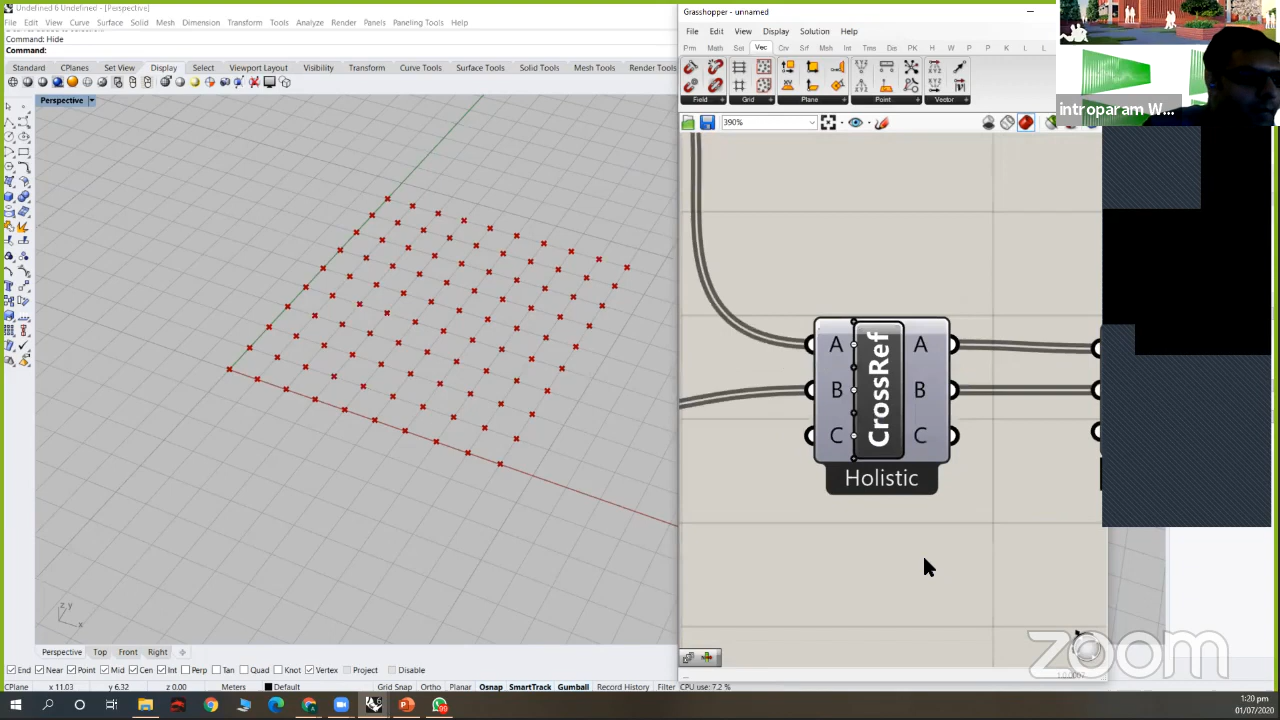 Undefined 6 Undefined - [Perspective]
File Edit View Curve Surface Solid Mesh Dimension Transform Tools Analyze Render Panels Paneling Tools Help
Command: Hide
Command:
Standard CPlanes Set View Display Select Viewport Layout Visibility Transform Curve Tools Surface Tools Solid Tools Mesh Tools Render Tools
Perspective
z y
x
Perspective Top Front Right
End Near Point Mid Cen Int Perp Tan Quad Knot Vertex Project Disable
CPlane x 11.03 y 6.32 z 0.00 Meters Default Grid Snap Ortho Planar Osnap SmartTrack Gumball Record History Filter CPU use: 7.2 %
Grasshopper - unnamed
File Edit View Display Solution Help
Prm Math Set Vec Crv Srf Msh Int Trns Dis PK H W P P K L L
Field Grid Plane Point Vector
390%
A CrossRef A
B B
C C
Holistic
1.0.0007
introparam W...
zoom
1:20 pm
01/07/2020